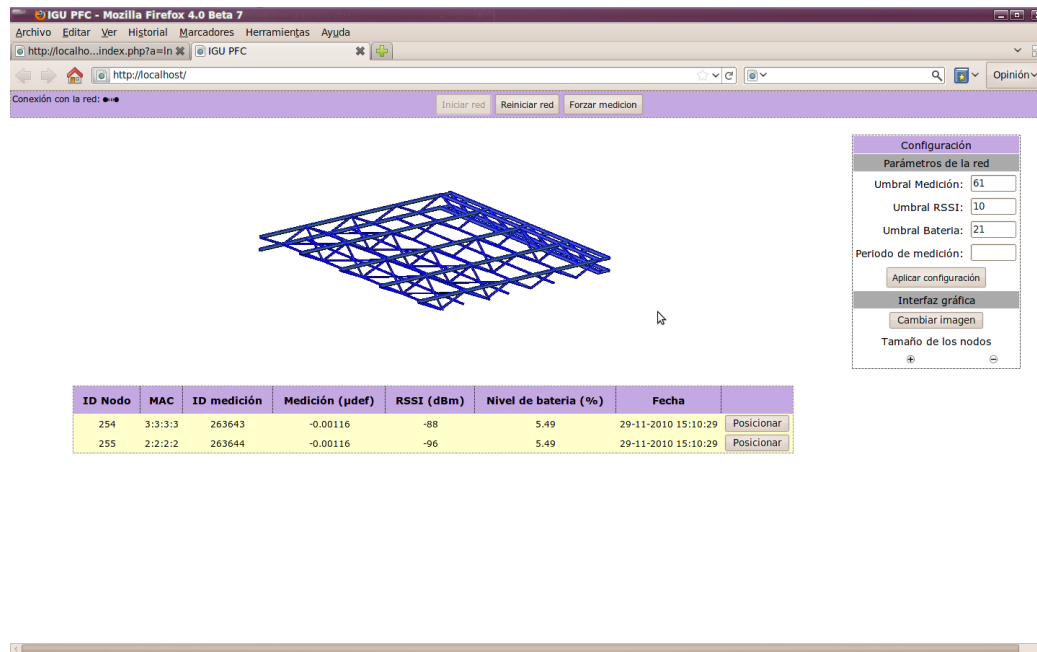 IGU PFC - Mozilla Firefox 4.0 Beta 7
Archivo Editar Ver Historial Marcadores Herramientas Ayuda
http://localho...index.php?a=ln IGU PFC
http://localhost/ Opinión
Conexión con la red: Iniciar red Reiniciar red Forzar medicion
Configuración
Parámetros de la red
Umbral Medición: 61
Umbral RSSI: 10
Umbral Bateria: 21
Periodo de medición:
Aplicar configuración
Interfaz gráfica
Cambiar imagen
Tamaño de los nodos
ID Nodo MAC ID medición Medición (μdef) RSSI (dBm) Nivel de bateria (%) Fecha
254 3:3:3:3 263643 -0.00116 -88 5.49 29-11-2010 15:10:29 Posicionar
255 2:2:2:2 263644 -0.00116 -96 5.49 29-11-2010 15:10:29 Posicionar